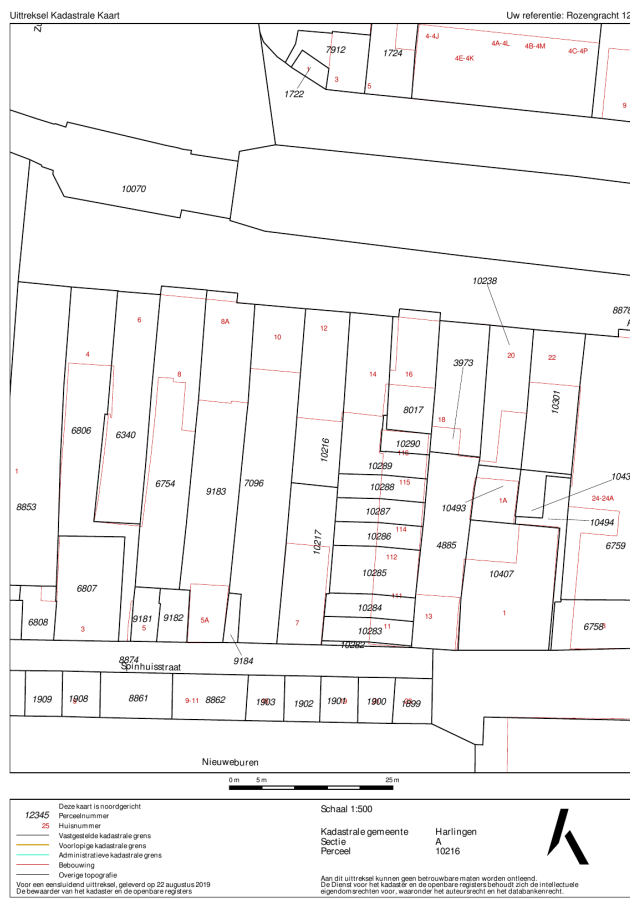 Uittreksel Kadastrale Kaart
Uw referentie: Rozengracht 12
7912
1724
4-4J
4A-4L
4B-4M
4C-4P
4E-4K
y
3
5
9
1722
10070
10238
8878
A
6
8A
12
10
4
20
22
3973
8
14
16
10301
8017
18
6806
6340
10216
10290
116
10289
1
6754
7096
9183
10288
115
1043
10493
1A
24-24A
8853
10287
10494
114
10217
10286
4885
6759
112
10285
10407
6807
111
10284
9181
9182
5A
13
1
6808
3
5
7
10283
11
6758
10282
8874
Spinhuisstraat
9184
1909
1908
8861
9-11
8862
1903
1902
1901
1900
1899
Nieuweburen
0 m
5 m
25 m
Deze kaart is noordgericht
12345 Perceelnummer
25 Huisnummer
Vastgestelde kadastrale grens
Voorlopige kadastrale grens
Administratieve kadastrale grens
Bebouwing
Overige topografie
Voor een eensluidend uittreksel, geleverd op 22 augustus 2019
De bewaarder van het kadaster en de openbare registers
Schaal 1:500
Kadastrale gemeente Harlingen
Sectie A
Perceel 10216
Aan dit uittreksel kunnen geen betrouwbare maten worden ontleend.
De Dienst voor het kadaster en de openbare registers behoudt zich de intellectuele
eigendomsrechten voor, waaronder het auteursrecht en het databankenrecht.